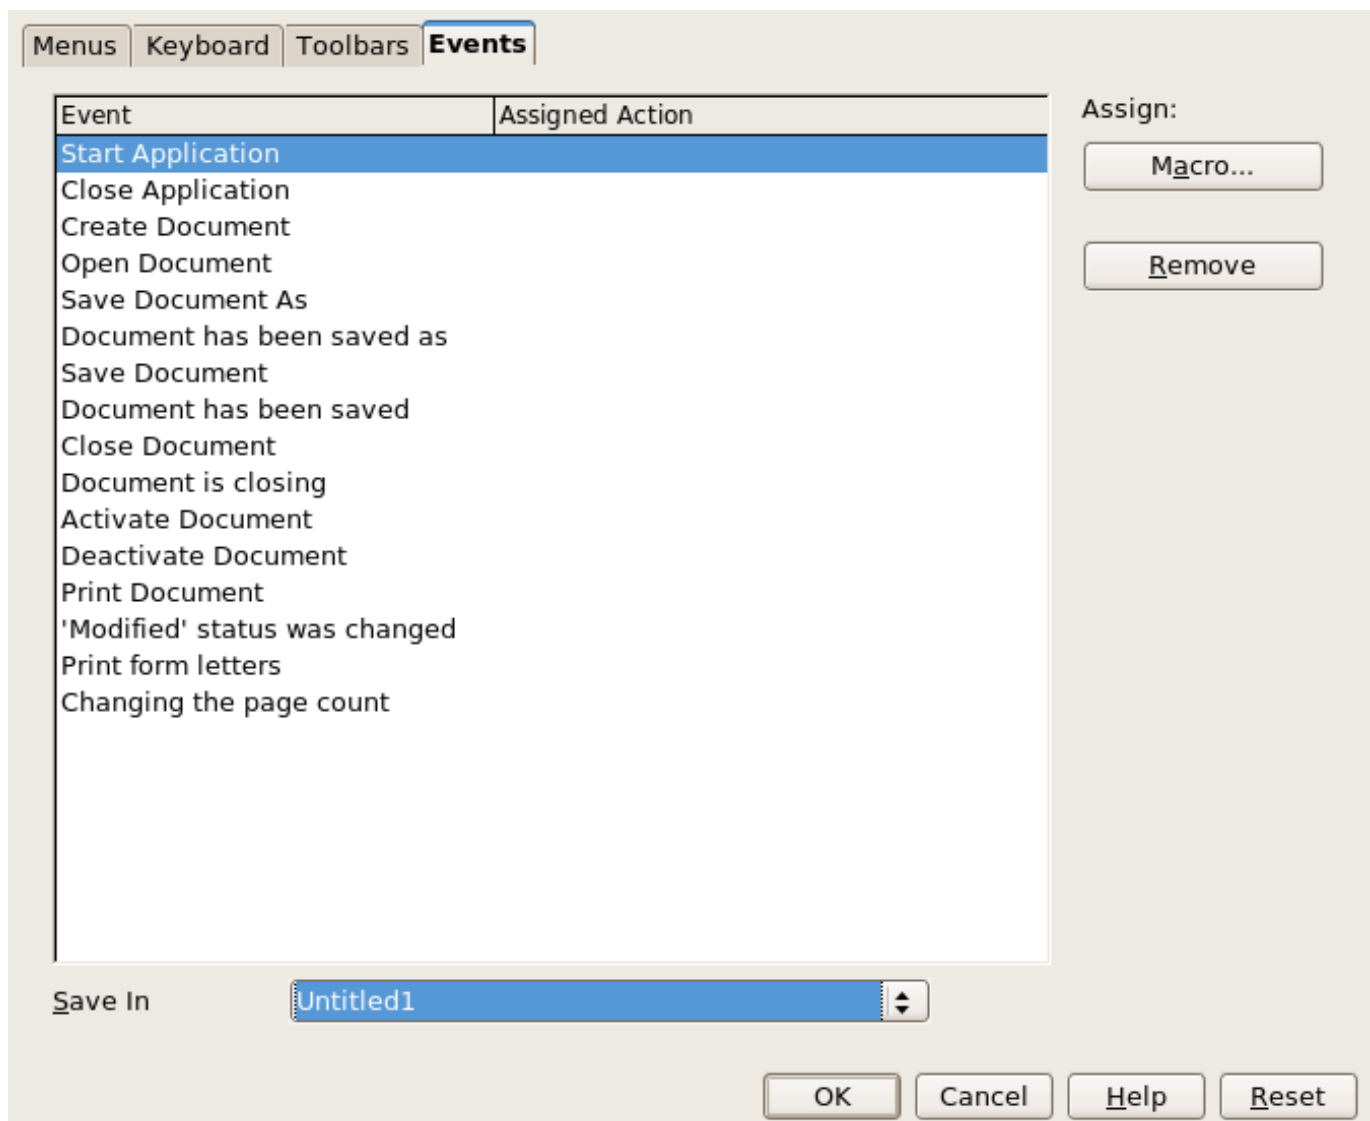 Menus Keyboard Toolbars Events
Event Assigned Action
Assign:
Start Application
Macro...
Close Application
Create Document
Open Document
Remove
Save Document As
Document has been saved as
Save Document
Document has been saved
Close Document
Document is closing
Activate Document
Deactivate Document
Print Document
'Modified' status was changed
Print form letters
Changing the page count
Save In Untitled1
OK Cancel Help Reset